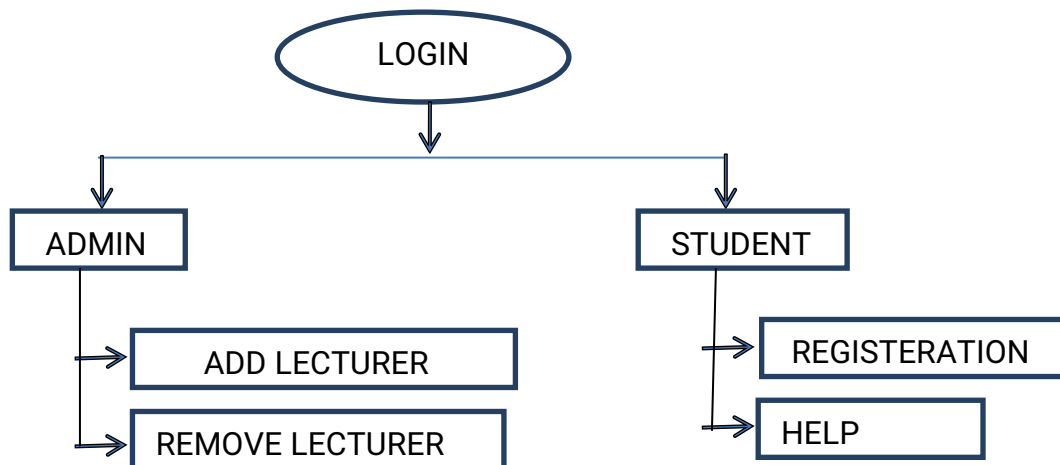 LOGIN
ADMIN
STUDENT
ADD LECTURER
REGISTERATION
REMOVE LECTURER
HELP